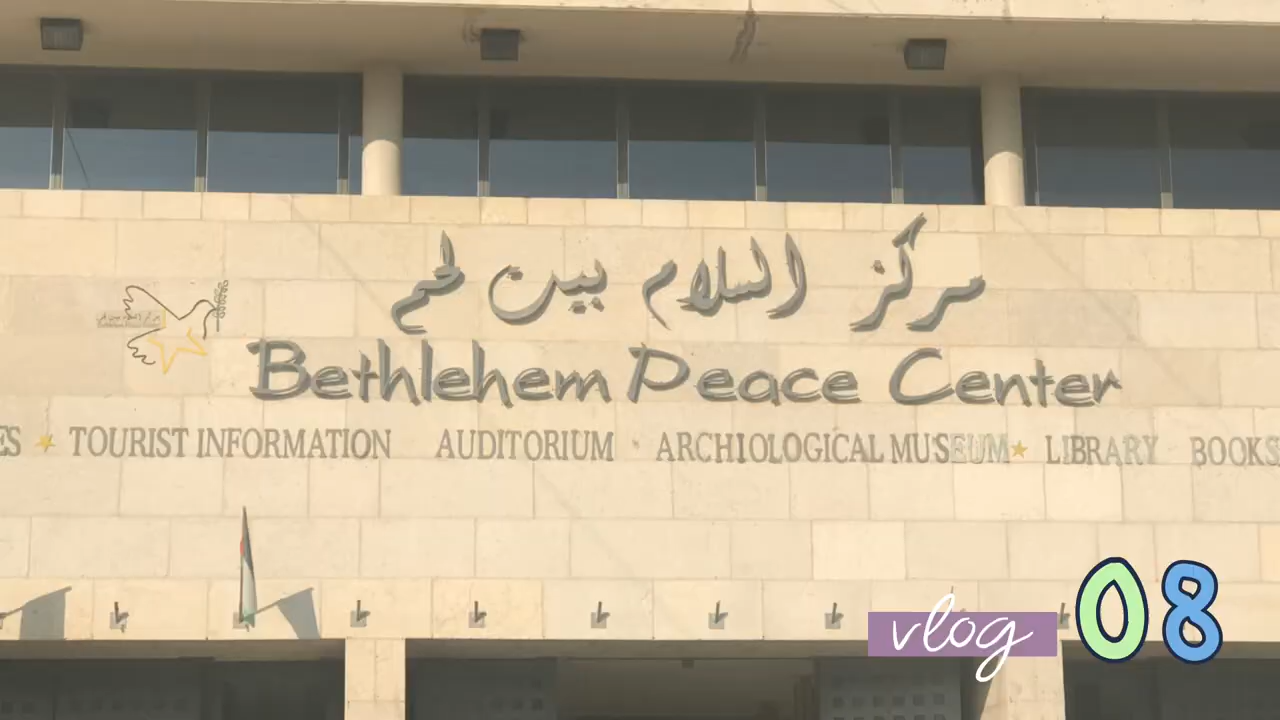 مركز السلام بيت لحم
Bethlehem Peace Center
ES ★ TOURIST INFORMATION AUDITORIUM · ARCHIOLOGICAL MUSEUM ★ LIBRARY BOOKS
vlog 08